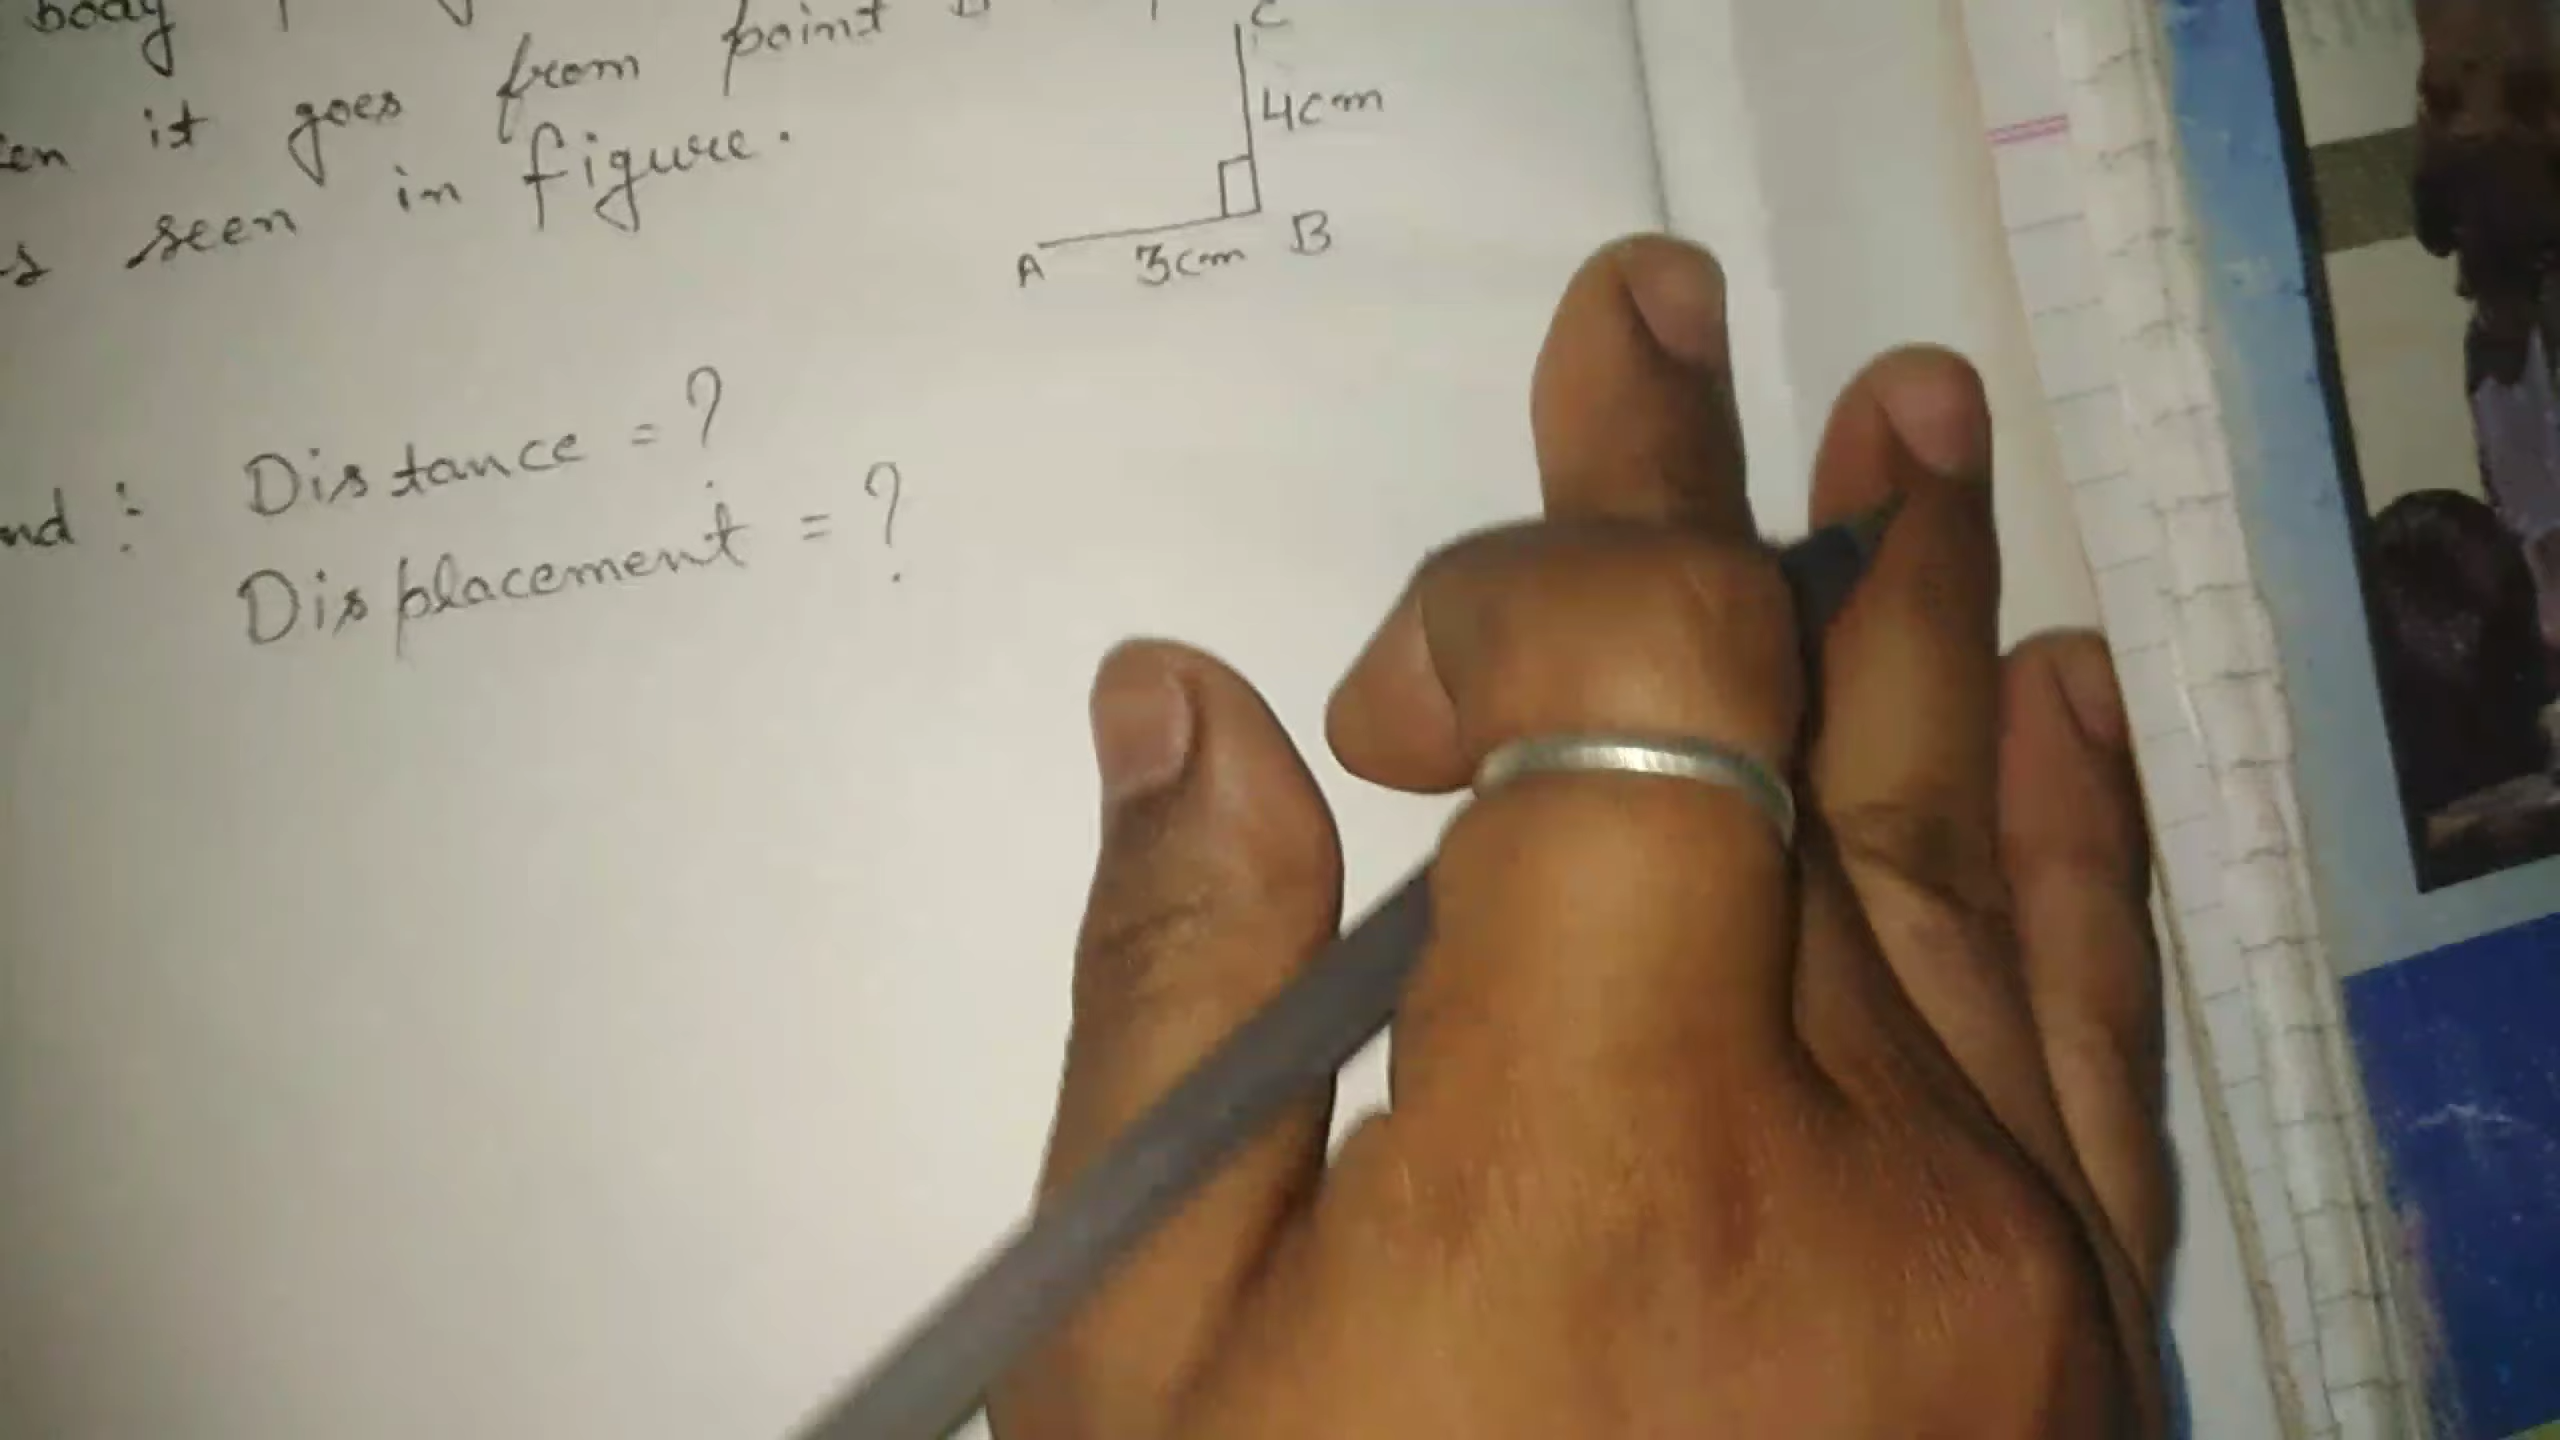 body
it goes from point
s seen in figure.
C
4cm
A 3cm B
nd : Distance = ?
Displacement = ?